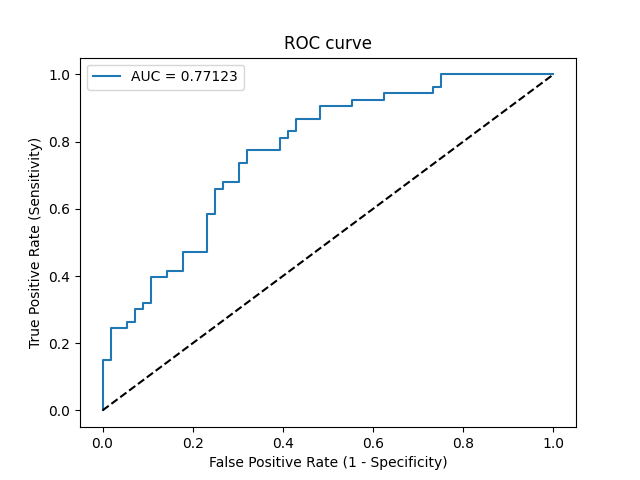 ROC curve
AUC = 0.77123
True Positive Rate (Sensitivity)
1.0
0.8
0.6
0.4
0.2
0.0
0.0 0.2 0.4 0.6 0.8 1.0
False Positive Rate (1 - Specificity)